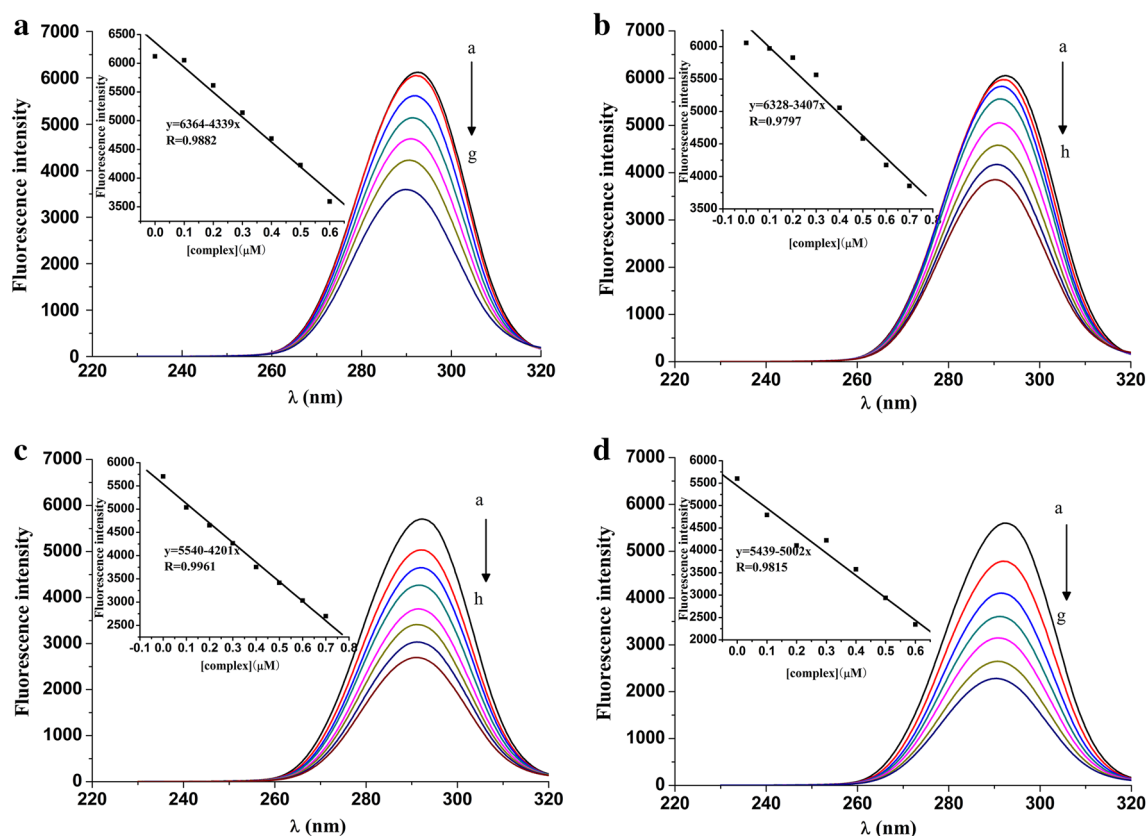 a
7000
6000
5000
4000
3000
2000
1000
0
Fluorescence intensity
220
240
260
280
300
320
λ (nm)
a
g
6500
6000
5500
5000
4500
4000
3500
Fluorescence intensity
y=6364-4339x
R=0.9882
0.0 0.1 0.2 0.3 0.4 0.5 0.6
[complex](μM)
b
7000
6000
5000
4000
3000
2000
1000
0
Fluorescence intensity
220
240
260
280
300
320
λ (nm)
a
h
6000
5500
5000
4500
4000
3500
Fluorescence intensity
y=6328-3407x
R=0.9797
-0.1 0.0 0.1 0.2 0.3 0.4 0.5 0.6 0.7 0.8
[complex](μM)
c
7000
6000
5000
4000
3000
2000
1000
0
Fluorescence intensity
220
240
260
280
300
320
λ (nm)
a
h
6000
5500
5000
4500
4000
3500
3000
2500
Fluorescence intensity
y=5540-4201x
R=0.9961
-0.1 0.0 0.1 0.2 0.3 0.4 0.5 0.6 0.7 0.8
[complex](μM)
d
7000
6000
5000
4000
3000
2000
1000
0
Fluorescence intensity
220
240
260
280
300
320
λ (nm)
a
g
6000
5500
5000
4500
4000
3500
3000
2500
2000
Fluorescence intensity
y=5439-5002x
R=0.9815
0.0 0.1 0.2 0.3 0.4 0.5 0.6
[complex](μM)